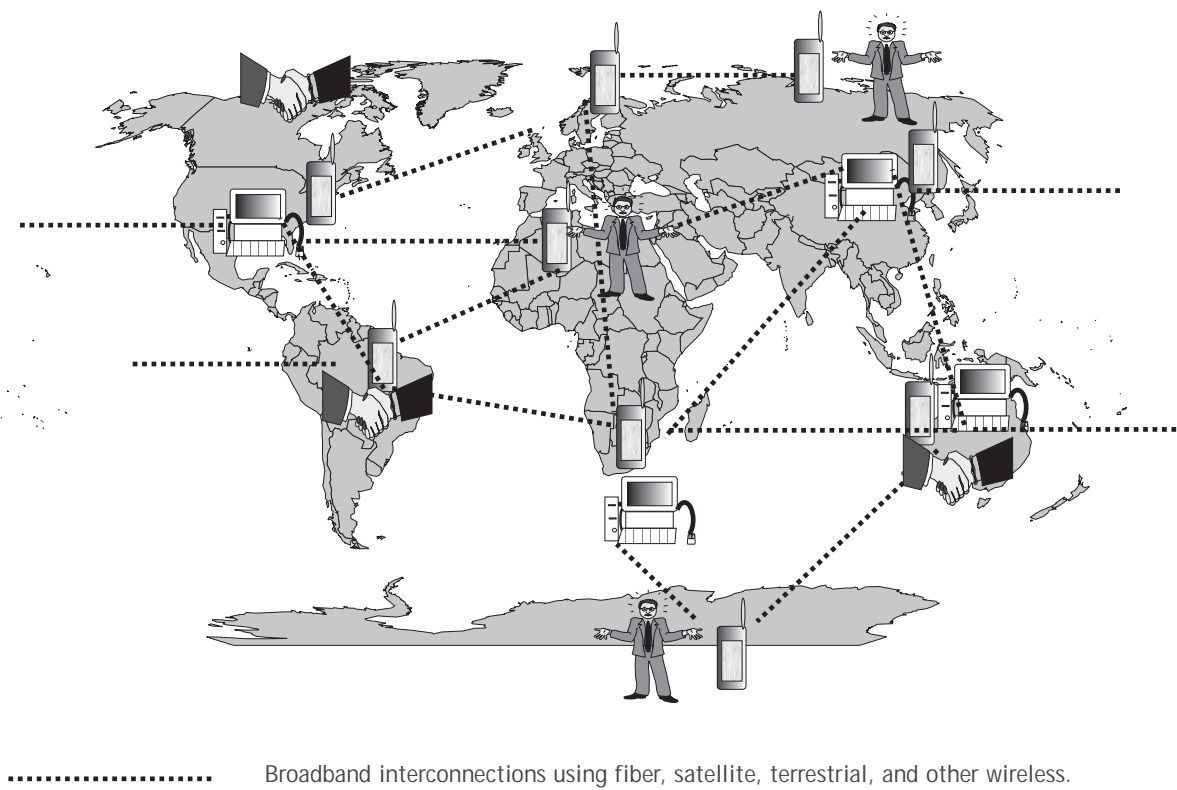 Broadband interconnections using fiber, satellite, terrestrial, and other wireless.